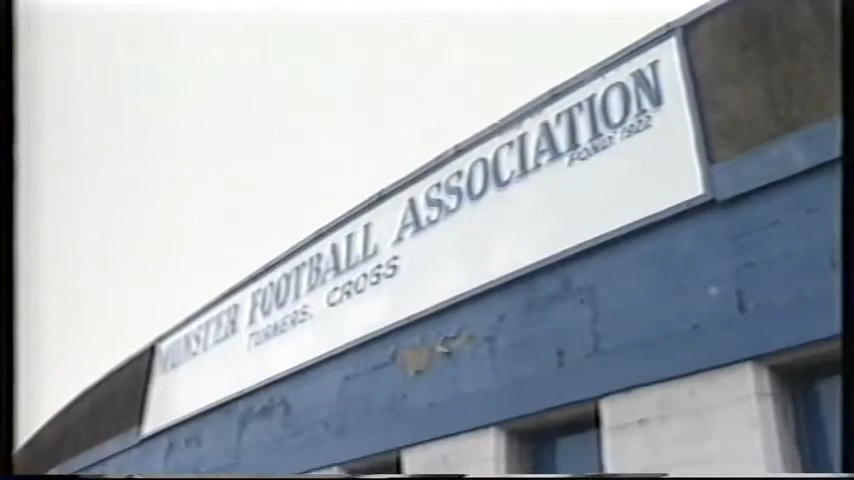 MUNSTER FOOTBALL ASSOCIATION
TURNERS, CROSS
FOND. 1922